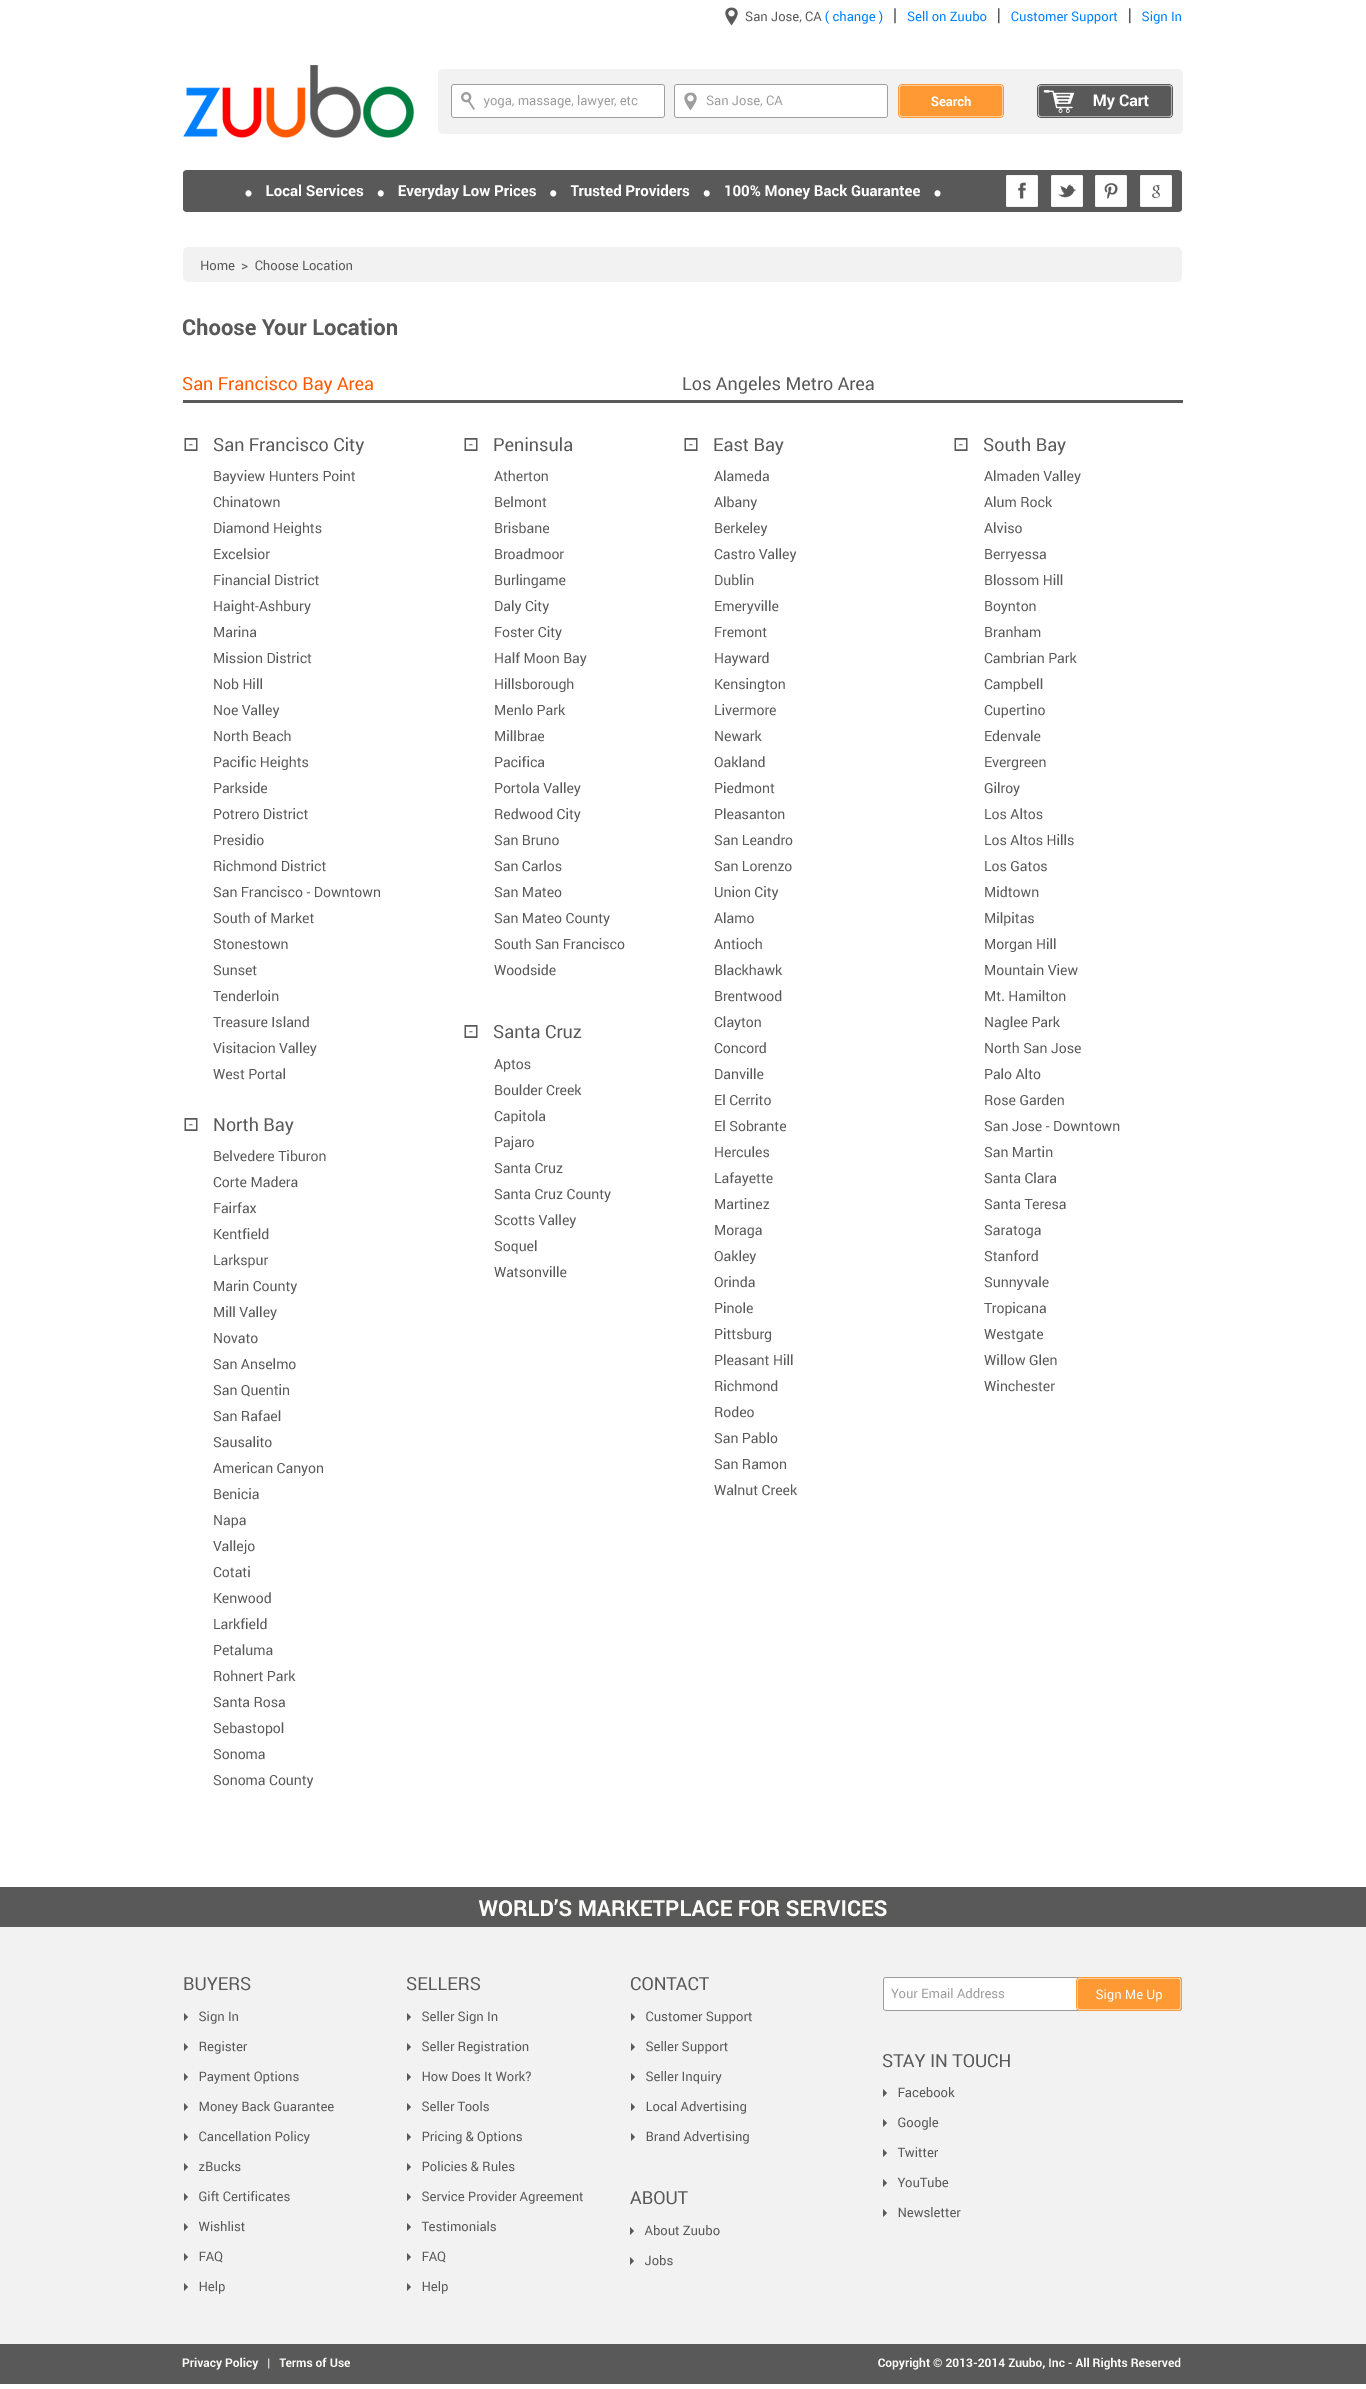 San Jose, CA ( change ) | Sell on Zuubo | Customer Support | Sign In
zuubo
yoga, massage, lawyer, etc
San Jose, CA
Search
My Cart
• Local Services • Everyday Low Prices • Trusted Providers • 100% Money Back Guarantee •
Home > Choose Location
Choose Your Location
San Francisco Bay Area
Los Angeles Metro Area
San Francisco City
Bayview Hunters Point
Chinatown
Diamond Heights
Excelsior
Financial District
Haight-Ashbury
Marina
Mission District
Nob Hill
Noe Valley
North Beach
Pacific Heights
Parkside
Potrero District
Presidio
Richmond District
San Francisco - Downtown
South of Market
Stonestown
Sunset
Tenderloin
Treasure Island
Visitacion Valley
West Portal
North Bay
Belvedere Tiburon
Corte Madera
Fairfax
Kentfield
Larkspur
Marin County
Mill Valley
Novato
San Anselmo
San Quentin
San Rafael
Sausalito
American Canyon
Benicia
Napa
Vallejo
Cotati
Kenwood
Larkfield
Petaluma
Rohnert Park
Santa Rosa
Sebastopol
Sonoma
Sonoma County
Peninsula
Atherton
Belmont
Brisbane
Broadmoor
Burlingame
Daly City
Foster City
Half Moon Bay
Hillsborough
Menlo Park
Millbrae
Pacifica
Portola Valley
Redwood City
San Bruno
San Carlos
San Mateo
San Mateo County
South San Francisco
Woodside
Santa Cruz
Aptos
Boulder Creek
Capitola
Pajaro
Santa Cruz
Santa Cruz County
Scotts Valley
Soquel
Watsonville
East Bay
Alameda
Albany
Berkeley
Castro Valley
Dublin
Emeryville
Fremont
Hayward
Kensington
Livermore
Newark
Oakland
Piedmont
Pleasanton
San Leandro
San Lorenzo
Union City
Alamo
Antioch
Blackhawk
Brentwood
Clayton
Concord
Danville
El Cerrito
El Sobrante
Hercules
Lafayette
Martinez
Moraga
Oakley
Orinda
Pinole
Pittsburg
Pleasant Hill
Richmond
Rodeo
San Pablo
San Ramon
Walnut Creek
South Bay
Almaden Valley
Alum Rock
Alviso
Berryessa
Blossom Hill
Boynton
Branham
Cambrian Park
Campbell
Cupertino
Edenvale
Evergreen
Gilroy
Los Altos
Los Altos Hills
Los Gatos
Midtown
Milpitas
Morgan Hill
Mountain View
Mt. Hamilton
Naglee Park
North San Jose
Palo Alto
Rose Garden
San Jose - Downtown
San Martin
Santa Clara
Santa Teresa
Saratoga
Stanford
Sunnyvale
Tropicana
Westgate
Willow Glen
Winchester
WORLD'S MARKETPLACE FOR SERVICES
BUYERS
Sign In
Register
Payment Options
Money Back Guarantee
Cancellation Policy
zBucks
Gift Certificates
Wishlist
FAQ
Help
SELLERS
Seller Sign In
Seller Registration
How Does It Work?
Seller Tools
Pricing & Options
Policies & Rules
Service Provider Agreement
Testimonials
FAQ
Help
CONTACT
Customer Support
Seller Support
Seller Inquiry
Local Advertising
Brand Advertising
ABOUT
About Zuubo
Jobs
Your Email Address
Sign Me Up
STAY IN TOUCH
Facebook
Google
Twitter
YouTube
Newsletter
Privacy Policy | Terms of Use
Copyright © 2013-2014 Zuubo, Inc - All Rights Reserved